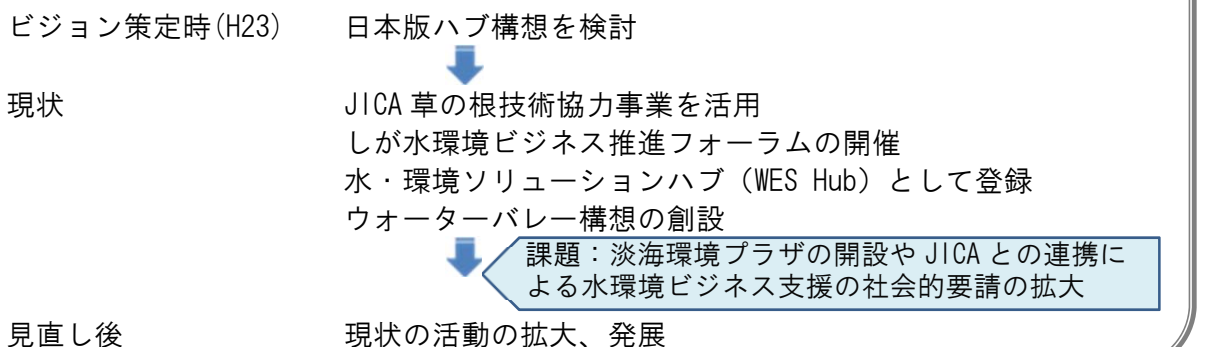 ビジョン策定時(H23) 日本版ハブ構想を検討
現状 JICA 草の根技術協力事業を活用
しが水環境ビジネス推進フォーラムの開催
水・環境ソリューションハブ(WES Hub)として登録
ウォーターバレー構想の創設
課題:淡海環境プラザの開設や JICA との連携に
よる水環境ビジネス支援の社会的要請の拡大
見直し後 現状の活動の拡大、発展